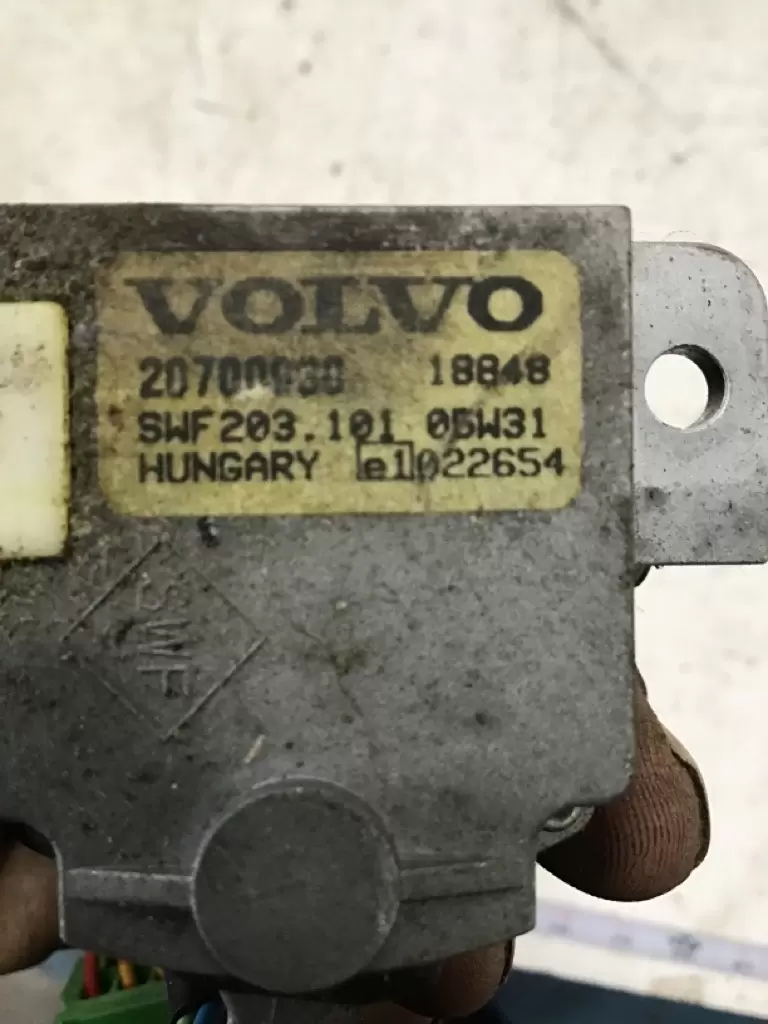 VOLVO
18848
SWF203.101 05W31
HUNGARY e1 022654
SWF